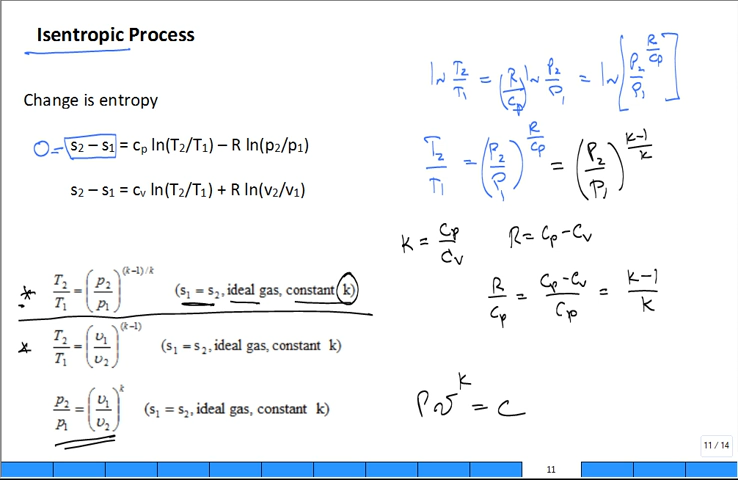 Isentropic Process
Change is entropy
0 = s₂ – s₁ = cₚ ln(T₂/T₁) – R ln(p₂/p₁)
s₂ – s₁ = cᵥ ln(T₂/T₁) + R ln(v₂/v₁)
* T₂/T₁ = (p₂/p₁)^(k−1)/k (s₁ = s₂, ideal gas, constant k)
* T₂/T₁ = (υ₁/υ₂)^(k−1) (s₁ = s₂, ideal gas, constant k)
p₂/p₁ = (υ₁/υ₂)^k (s₁ = s₂, ideal gas, constant k)
ln T₂/T₁ = (R/Cp) ln P₂/P₁ = ln [P₂/P₁ ^R/Cp]
T₂/T₁ = (P₂/P₁)^R/Cp = (P₂/P₁)^k−1/k
k = Cp/Cv R = Cp − Cv
R/Cp = Cp − Cv/Cp = k−1/k
Pv^k = C
11 / 14
11